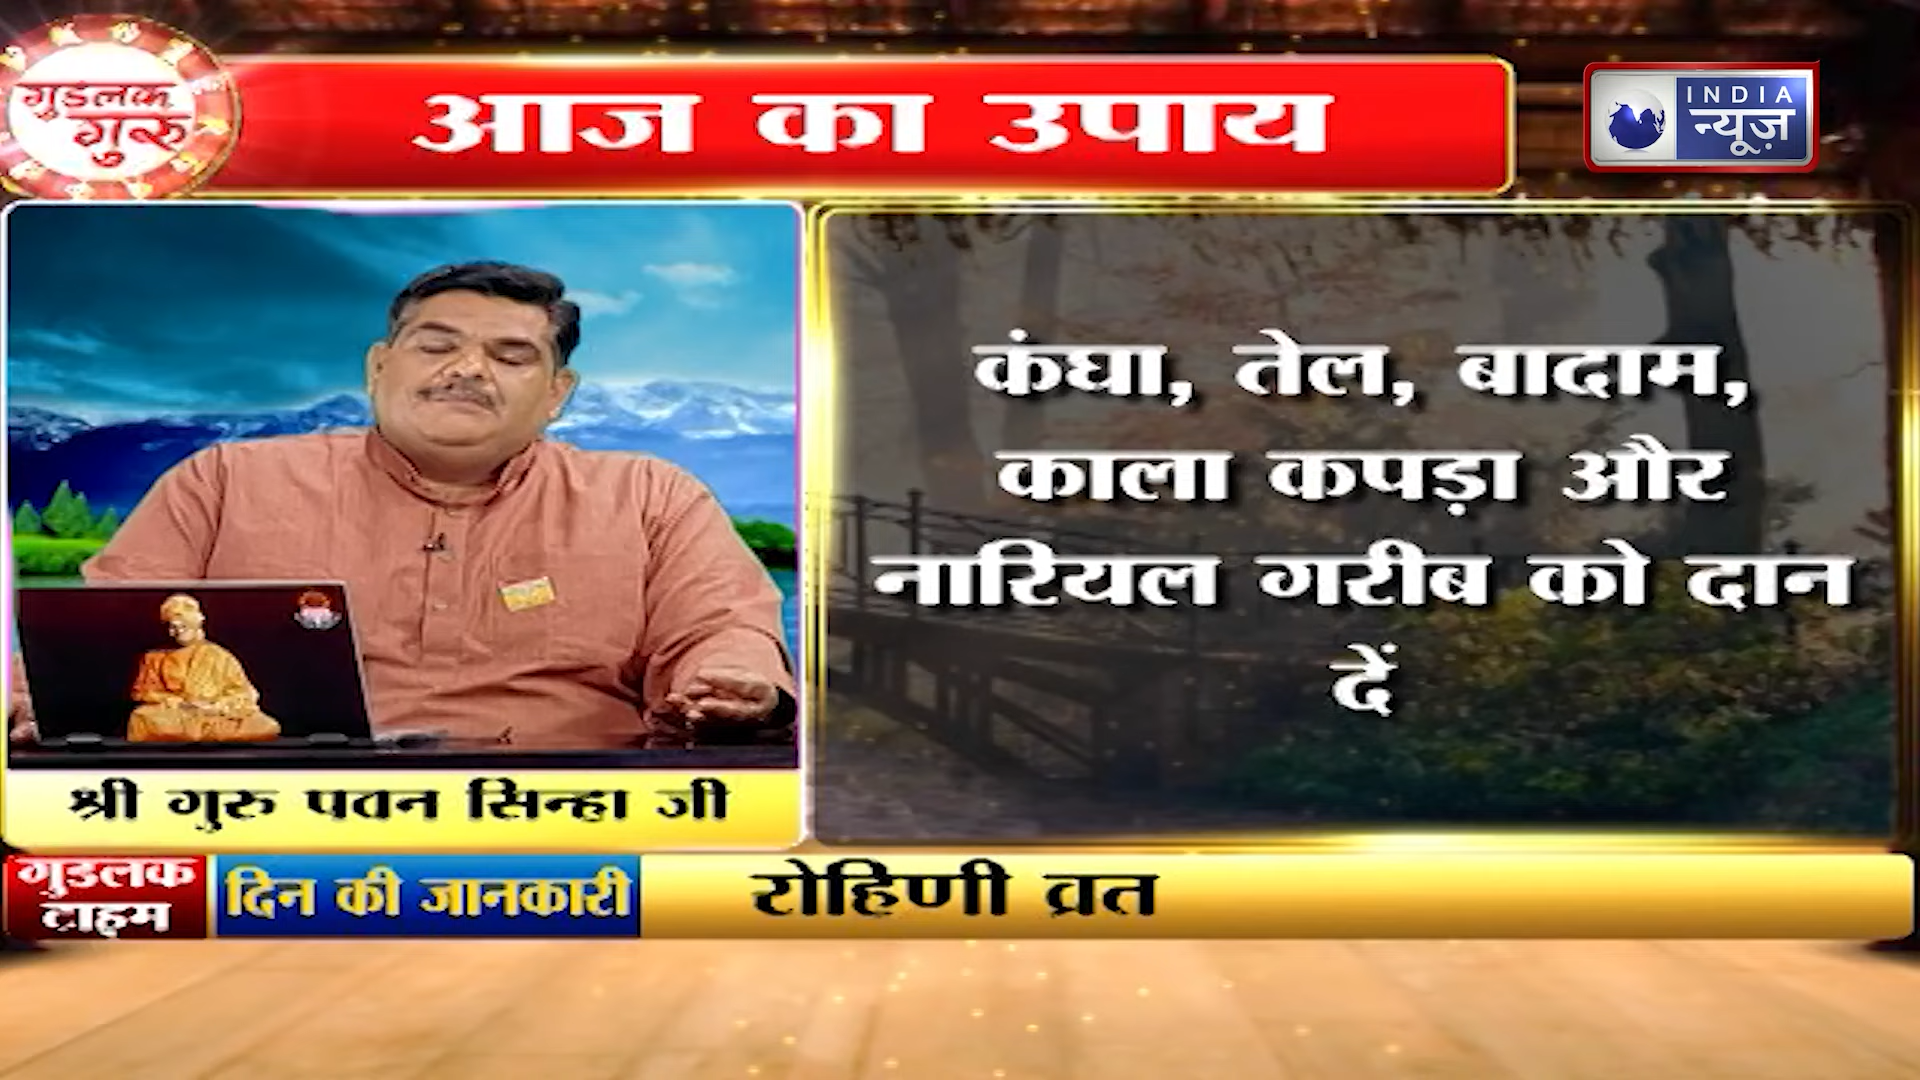 गुडलक
गुरु
आज का उपाय
INDIA
न्यूज़
कंघा, तेल, बादाम,
काला कपड़ा और
नारियल गरीब को दान
दें
श्री गुरु पवन सिन्हा जी
गुडलक
टाइम
दिन की जानकारी
रोहिणी व्रत